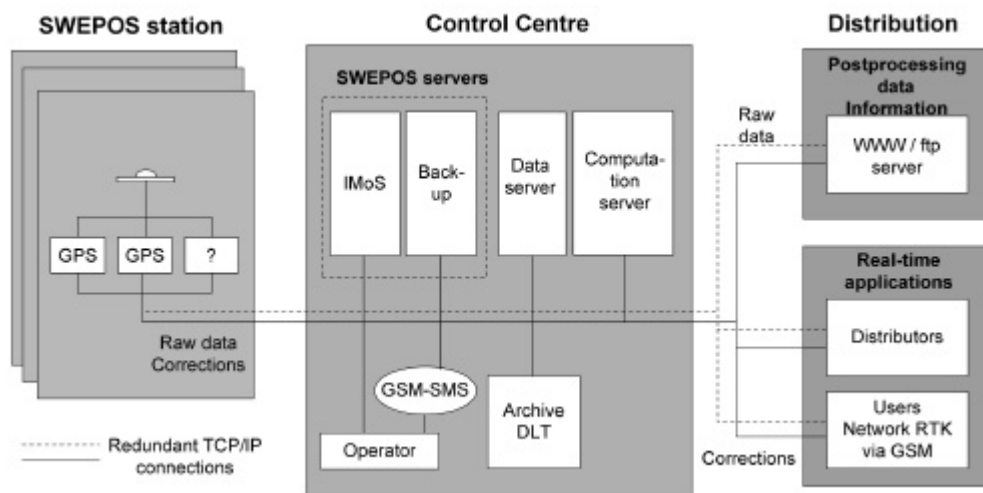 SWEPOS station
GPS
GPS
?
Raw data
Corrections
Redundant TCP/IP
connections
Control Centre
SWEPOS servers
IMoS
Back-
up
Data
server
Computa-
tion
server
GSM-SMS
Operator
Archive
DLT
Distribution
Postprocessing
data
Information
Raw
data
WWW / ftp
server
Real-time
applications
Distributors
Users
Network RTK
via GSM
Corrections